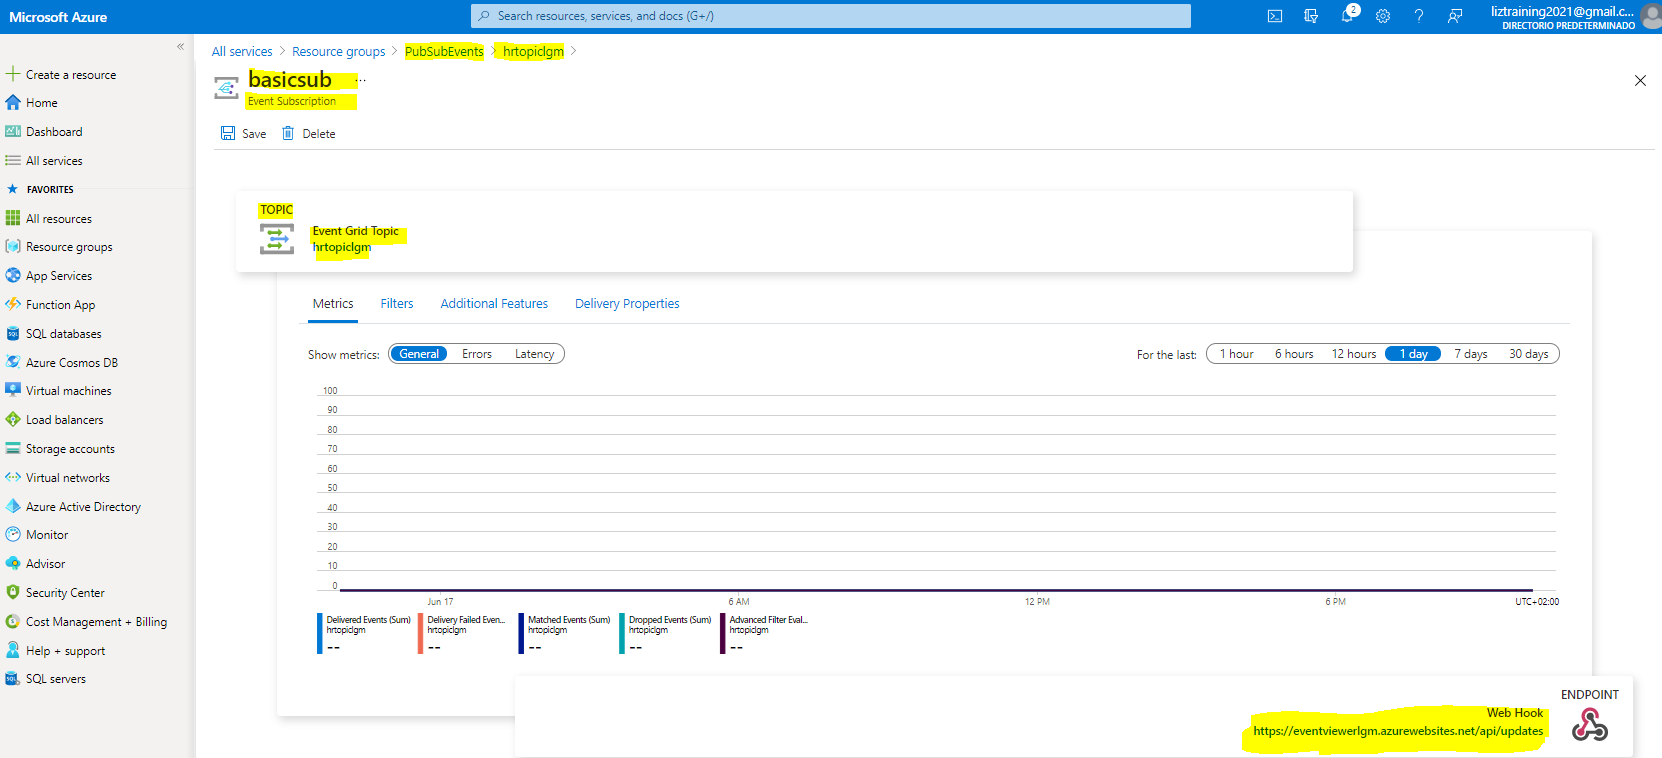 Microsoft Azure
Search resources, services, and docs (G+/)
2
liztraining2021@gmail.c...
DIRECTORIO PREDETERMINADO
«
Create a resource
Home
Dashboard
All services
FAVORITES
All resources
Resource groups
App Services
Function App
SQL databases
Azure Cosmos DB
Virtual machines
Load balancers
Storage accounts
Virtual networks
Azure Active Directory
Monitor
Advisor
Security Center
Cost Management + Billing
Help + support
SQL servers
All services > Resource groups > PubSubEvents > hrtopiclgm >
basicsub ...
Event Subscription
Save Delete
TOPIC
Event Grid Topic
hrtopiclgm
Metrics Filters Additional Features Delivery Properties
Show metrics: General Errors Latency
For the last: 1 hour 6 hours 12 hours 1 day 7 days 30 days
100
90
80
70
60
50
40
30
20
10
0
Jun 17 6 AM 12 PM 6 PM UTC+02:00
Delivered Events (Sum)
hrtopiclgm
--
Delivery Failed Even...
hrtopiclgm
--
Matched Events (Sum)
hrtopiclgm
--
Dropped Events (Sum)
hrtopiclgm
--
Advanced Filter Eval...
hrtopiclgm
--
ENDPOINT
Web Hook
https://eventviewerlgm.azurewebsites.net/api/updates